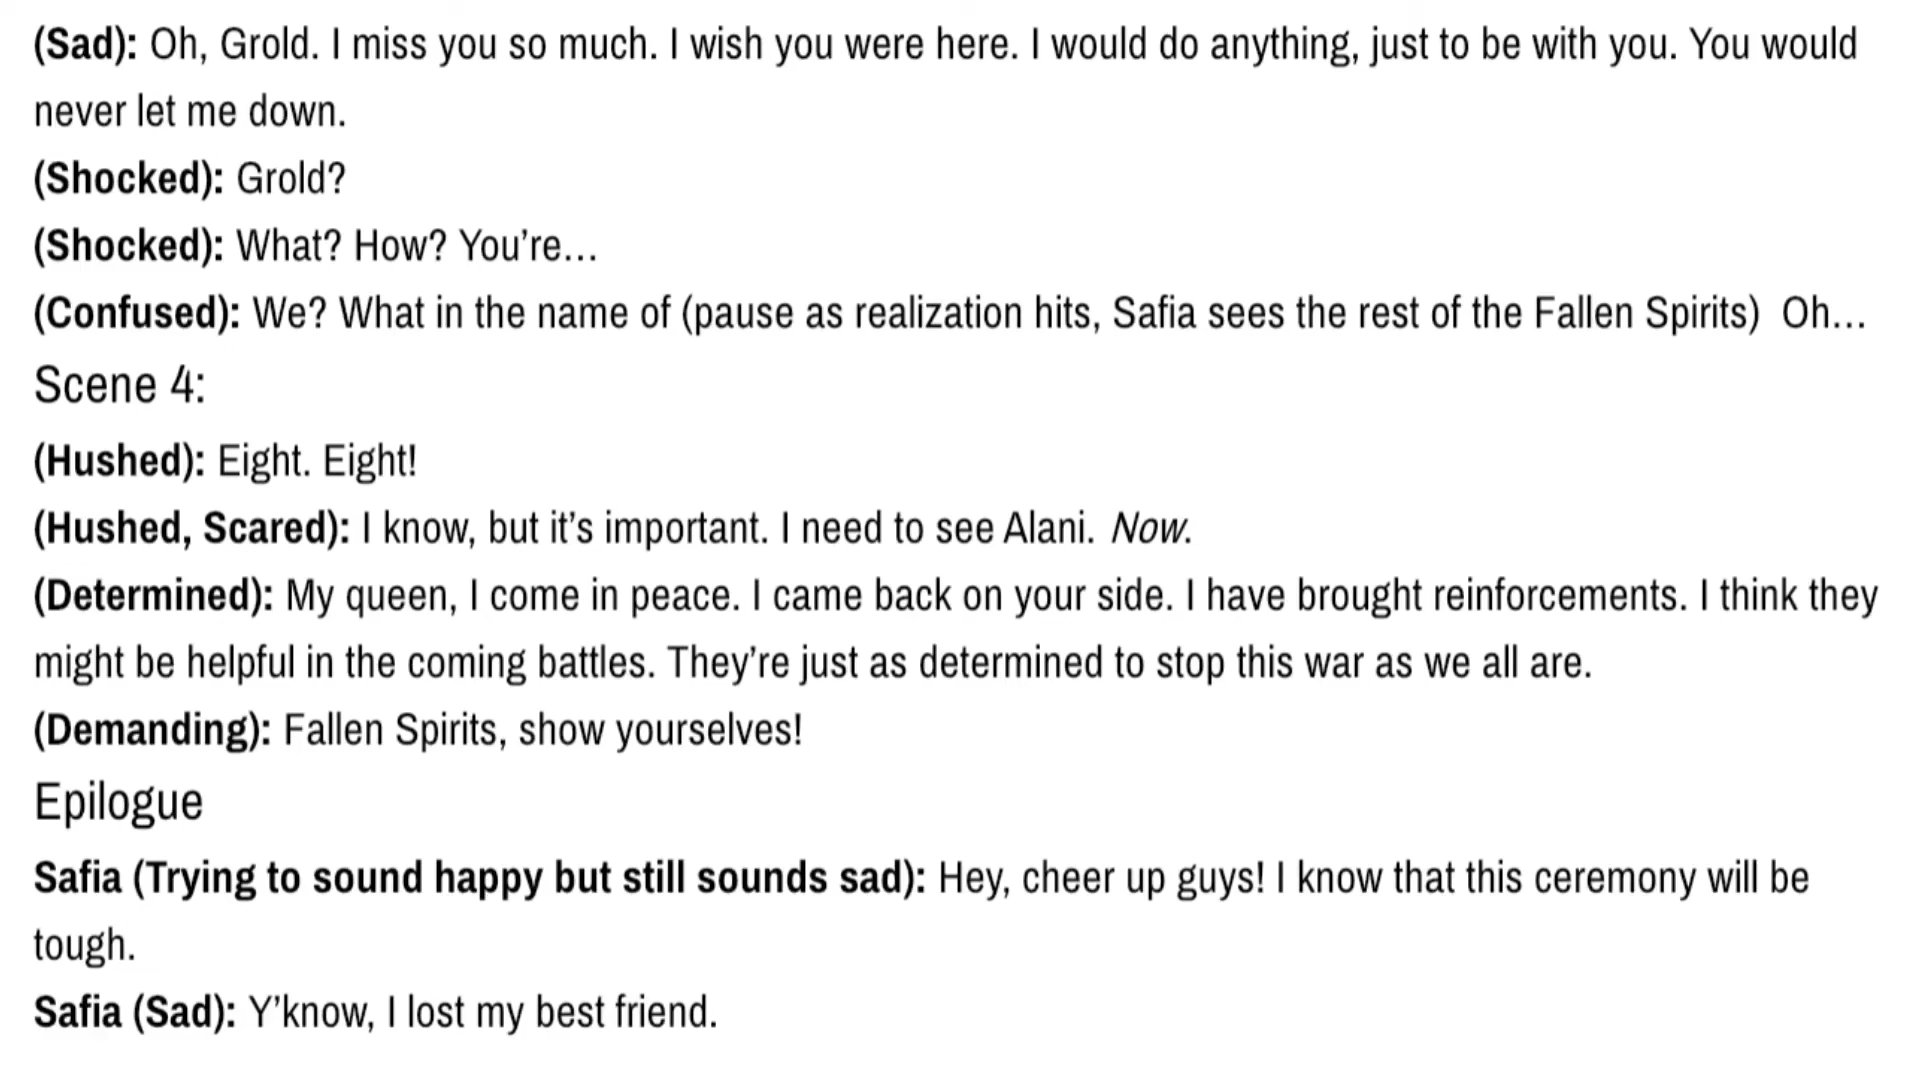 (Sad): Oh, Grold. I miss you so much. I wish you were here. I would do anything, just to be with you. You would
never let me down.
(Shocked): Grold?
(Shocked): What? How? You’re…
(Confused): We? What in the name of (pause as realization hits, Safia sees the rest of the Fallen Spirits)  Oh…
Scene 4:
(Hushed): Eight. Eight!
(Hushed, Scared): I know, but it’s important. I need to see Alani. Now.
(Determined): My queen, I come in peace. I came back on your side. I have brought reinforcements. I think they
might be helpful in the coming battles. They’re just as determined to stop this war as we all are.
(Demanding): Fallen Spirits, show yourselves!
Epilogue
Safia (Trying to sound happy but still sounds sad): Hey, cheer up guys! I know that this ceremony will be
tough.
Safia (Sad): Y’know, I lost my best friend.